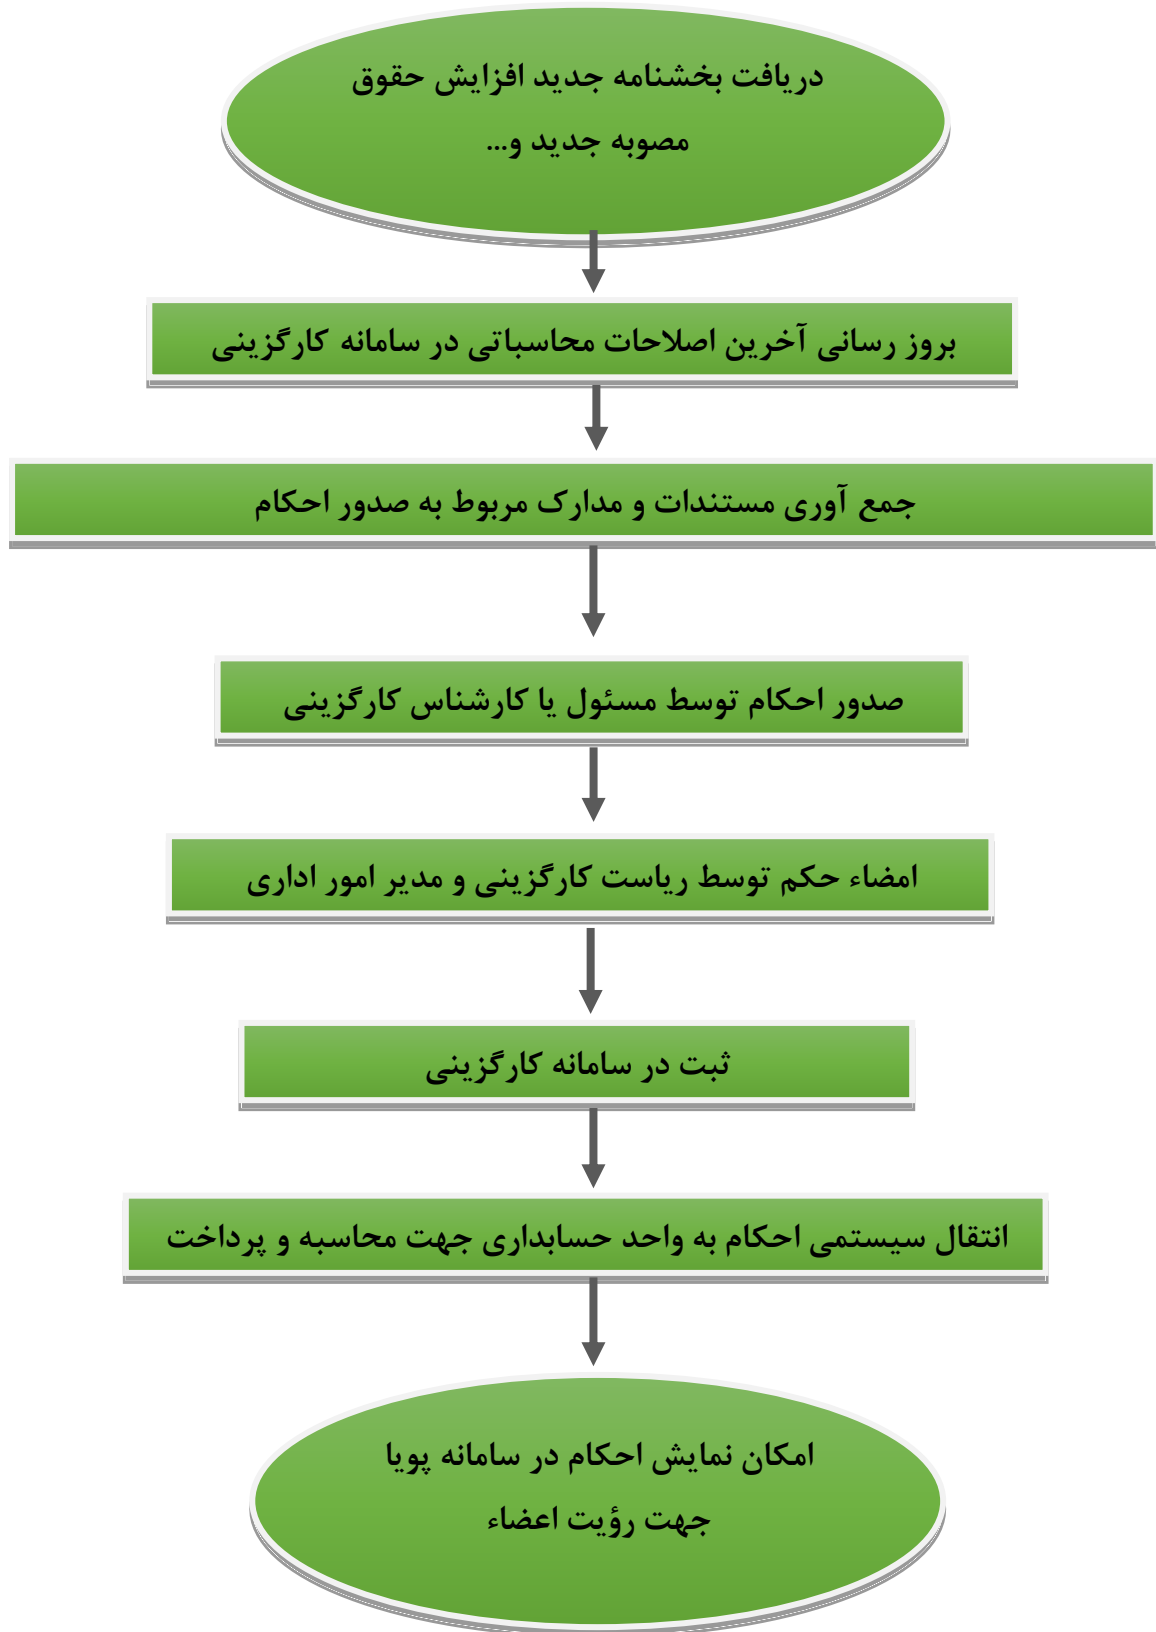 دریافت بخشنامه جدید افزایش حقوق
مصوبه جدید و...
بروز رسانی آخرین اصلاحات محاسباتی در سامانه کارگزینی
جمع آوری مستندات و مدارک مربوط به صدور احکام
صدور احکام توسط مسئول یا کارشناس کارگزینی
امضاء حکم توسط ریاست کارگزینی و مدیر امور اداری
ثبت در سامانه کارگزینی
انتقال سیستمی احکام به واحد حسابداری جهت محاسبه و پرداخت
امکان نمایش احکام در سامانه پویا
جهت رؤیت اعضاء